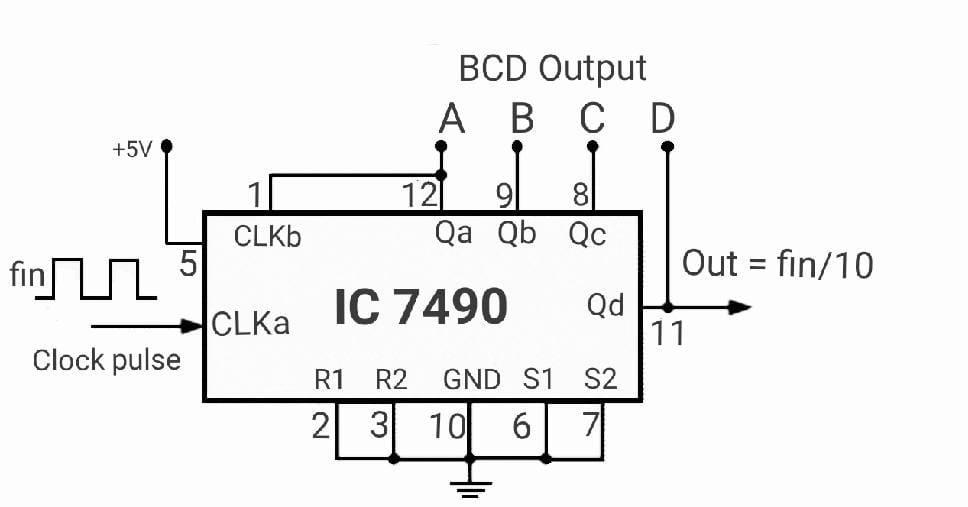 BCD Output
A B C D
+5V
1 12 9 8
CLKb Qa Qb Qc
5
fin
Out = fin/10
IC 7490
Qd
CLKa
11
Clock pulse
R1 R2 GND S1 S2
2 3 10 6 7